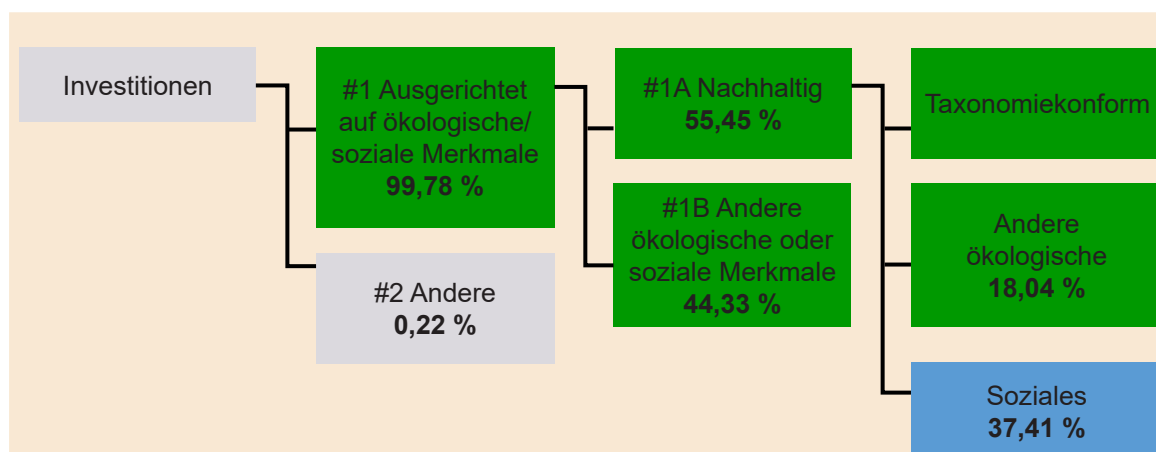 Investitionen
#1 Ausgerichtet
auf ökologische/
soziale Merkmale
99,78 %
#2 Andere
0,22 %
#1A Nachhaltig
55,45 %
#1B Andere
ökologische oder
soziale Merkmale
44,33 %
Taxonomiekonform
Andere
ökologische
18,04 %
Soziales
37,41 %